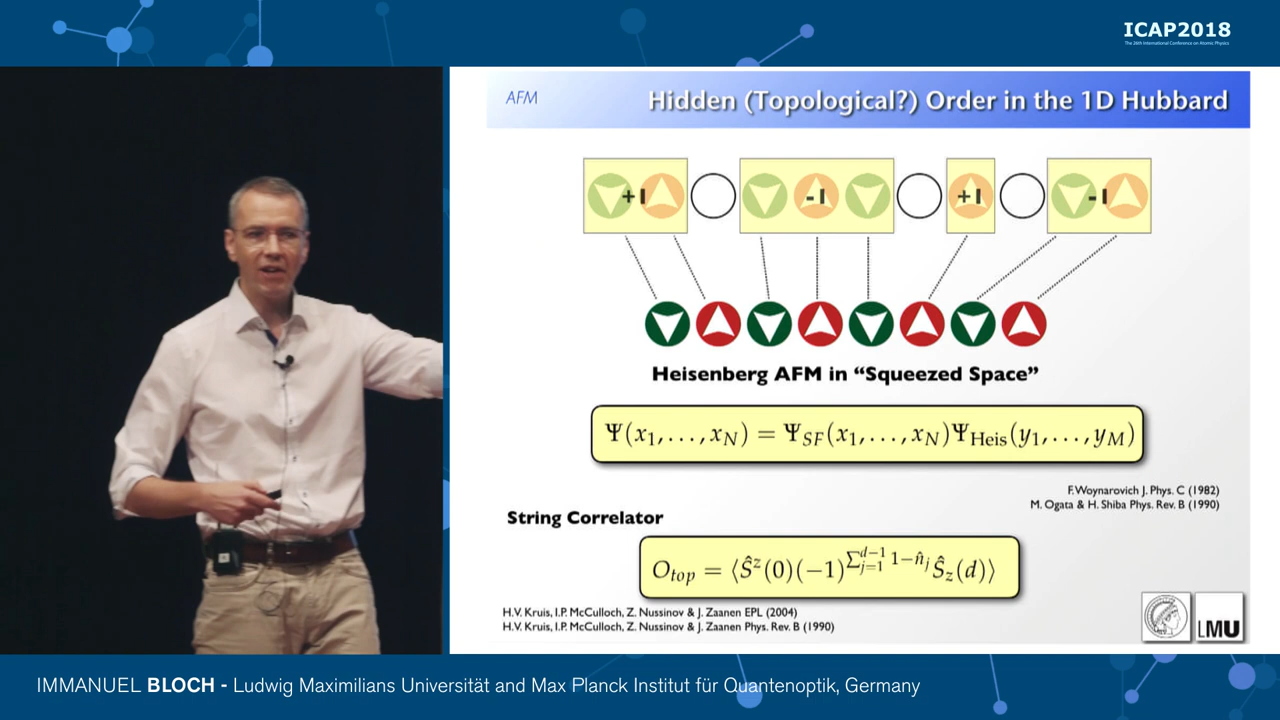 ICAP2018
The 26th International Conference on Atomic Physics
AFM
Hidden (Topological?) Order in the 1D Hubbard
+1 -1 +1 -1
Heisenberg AFM in “Squeezed Space”
Ψ(x₁,...,x_N) = Ψ_SF(x₁,...,x_N)Ψ_Heis(y₁,...,y_M)
F. Woynarovich J. Phys. C (1982)
M. Ogata & H. Shiba Phys. Rev. B (1990)
String Correlator
O_top = ⟨Ŝ^z(0)(−1)^{∑_{j=1}^{d−1} 1−n̂_j} Ŝ_z(d)⟩
H.V. Kruis, I.P. McCulloch, Z. Nussinov & J. Zaanen EPL (2004)
H.V. Kruis, I.P. McCulloch, Z. Nussinov & J. Zaanen Phys. Rev. B (1990)
LMU
IMMANUEL BLOCH - Ludwig Maximilians Universität and Max Planck Institut für Quantenoptik, Germany